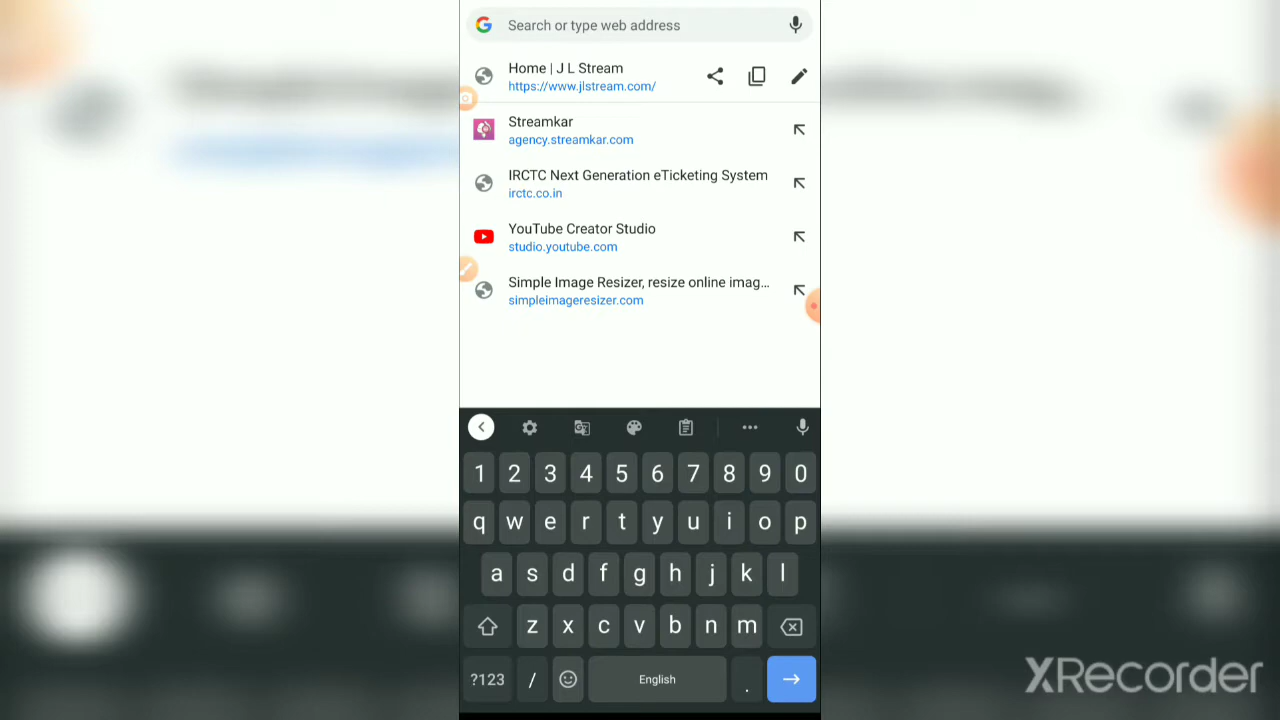 Search or type web address
Home | J L Stream
https://www.jlstream.com/
Streamkar
agency.streamkar.com
IRCTC Next Generation eTicketing System
irctc.co.in
YouTube Creator Studio
studio.youtube.com
Simple Image Resizer, resize online imag...
simpleimageresizer.com
1 2 3 4 5 6 7 8 9 0
q w e r t y u i o p
a s d f g h j k l
z x c v b n m
?123 / English .
XRecorder